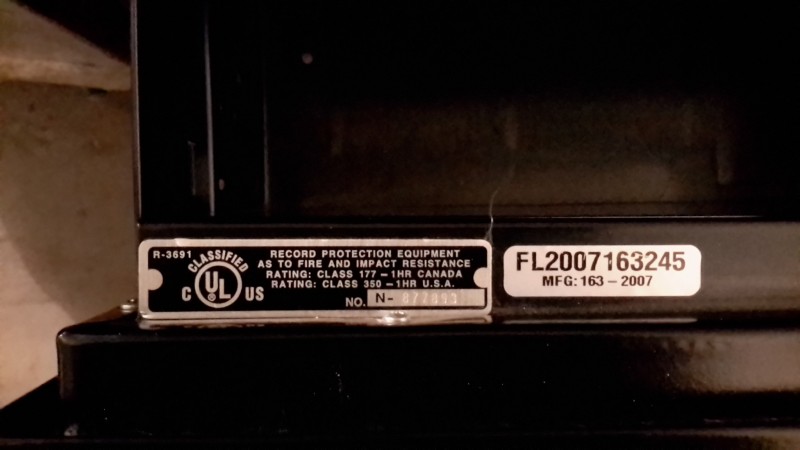 R-3691
CLASSIFIED
C UL US
RECORD PROTECTION EQUIPMENT
AS TO FIRE AND IMPACT RESISTANCE
RATING: CLASS 177 - 1HR CANADA
RATING: CLASS 350 - 1HR U.S.A.
NO. N-
FL2007163245
MFG: 163 - 2007